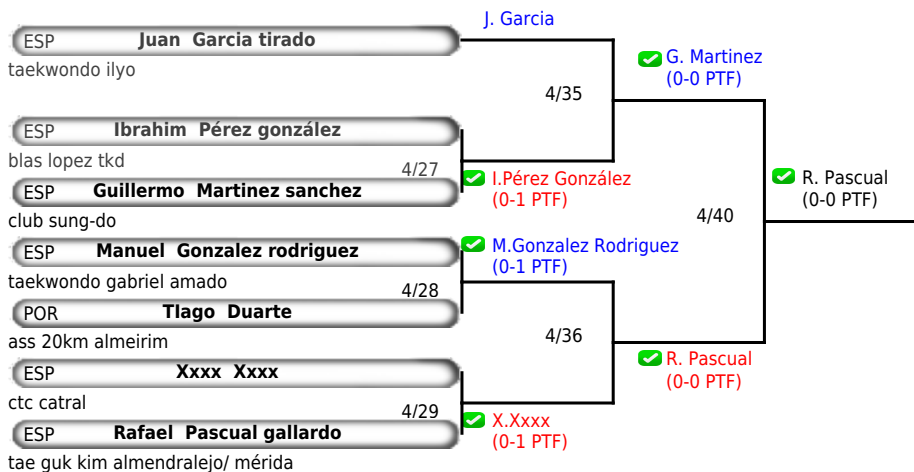 J. Garcia
ESP Juan Garcia tirado
taekwondo ilyo
G. Martinez
(0-0 PTF)
4/35
ESP Ibrahim Pérez gonzález
blas lopez tkd
4/27
I.Pérez González
(0-1 PTF)
ESP Guillermo Martinez sanchez
club sung-do
R. Pascual
(0-0 PTF)
4/40
ESP Manuel Gonzalez rodriguez
M.Gonzalez Rodriguez
(0-1 PTF)
taekwondo gabriel amado
4/28
POR TIago Duarte
ass 20km almeirim
4/36
R. Pascual
(0-0 PTF)
ESP Xxxx Xxxx
ctc catral
4/29
X.Xxxx
(0-1 PTF)
ESP Rafael Pascual gallardo
tae guk kim almendralejo/ mérida